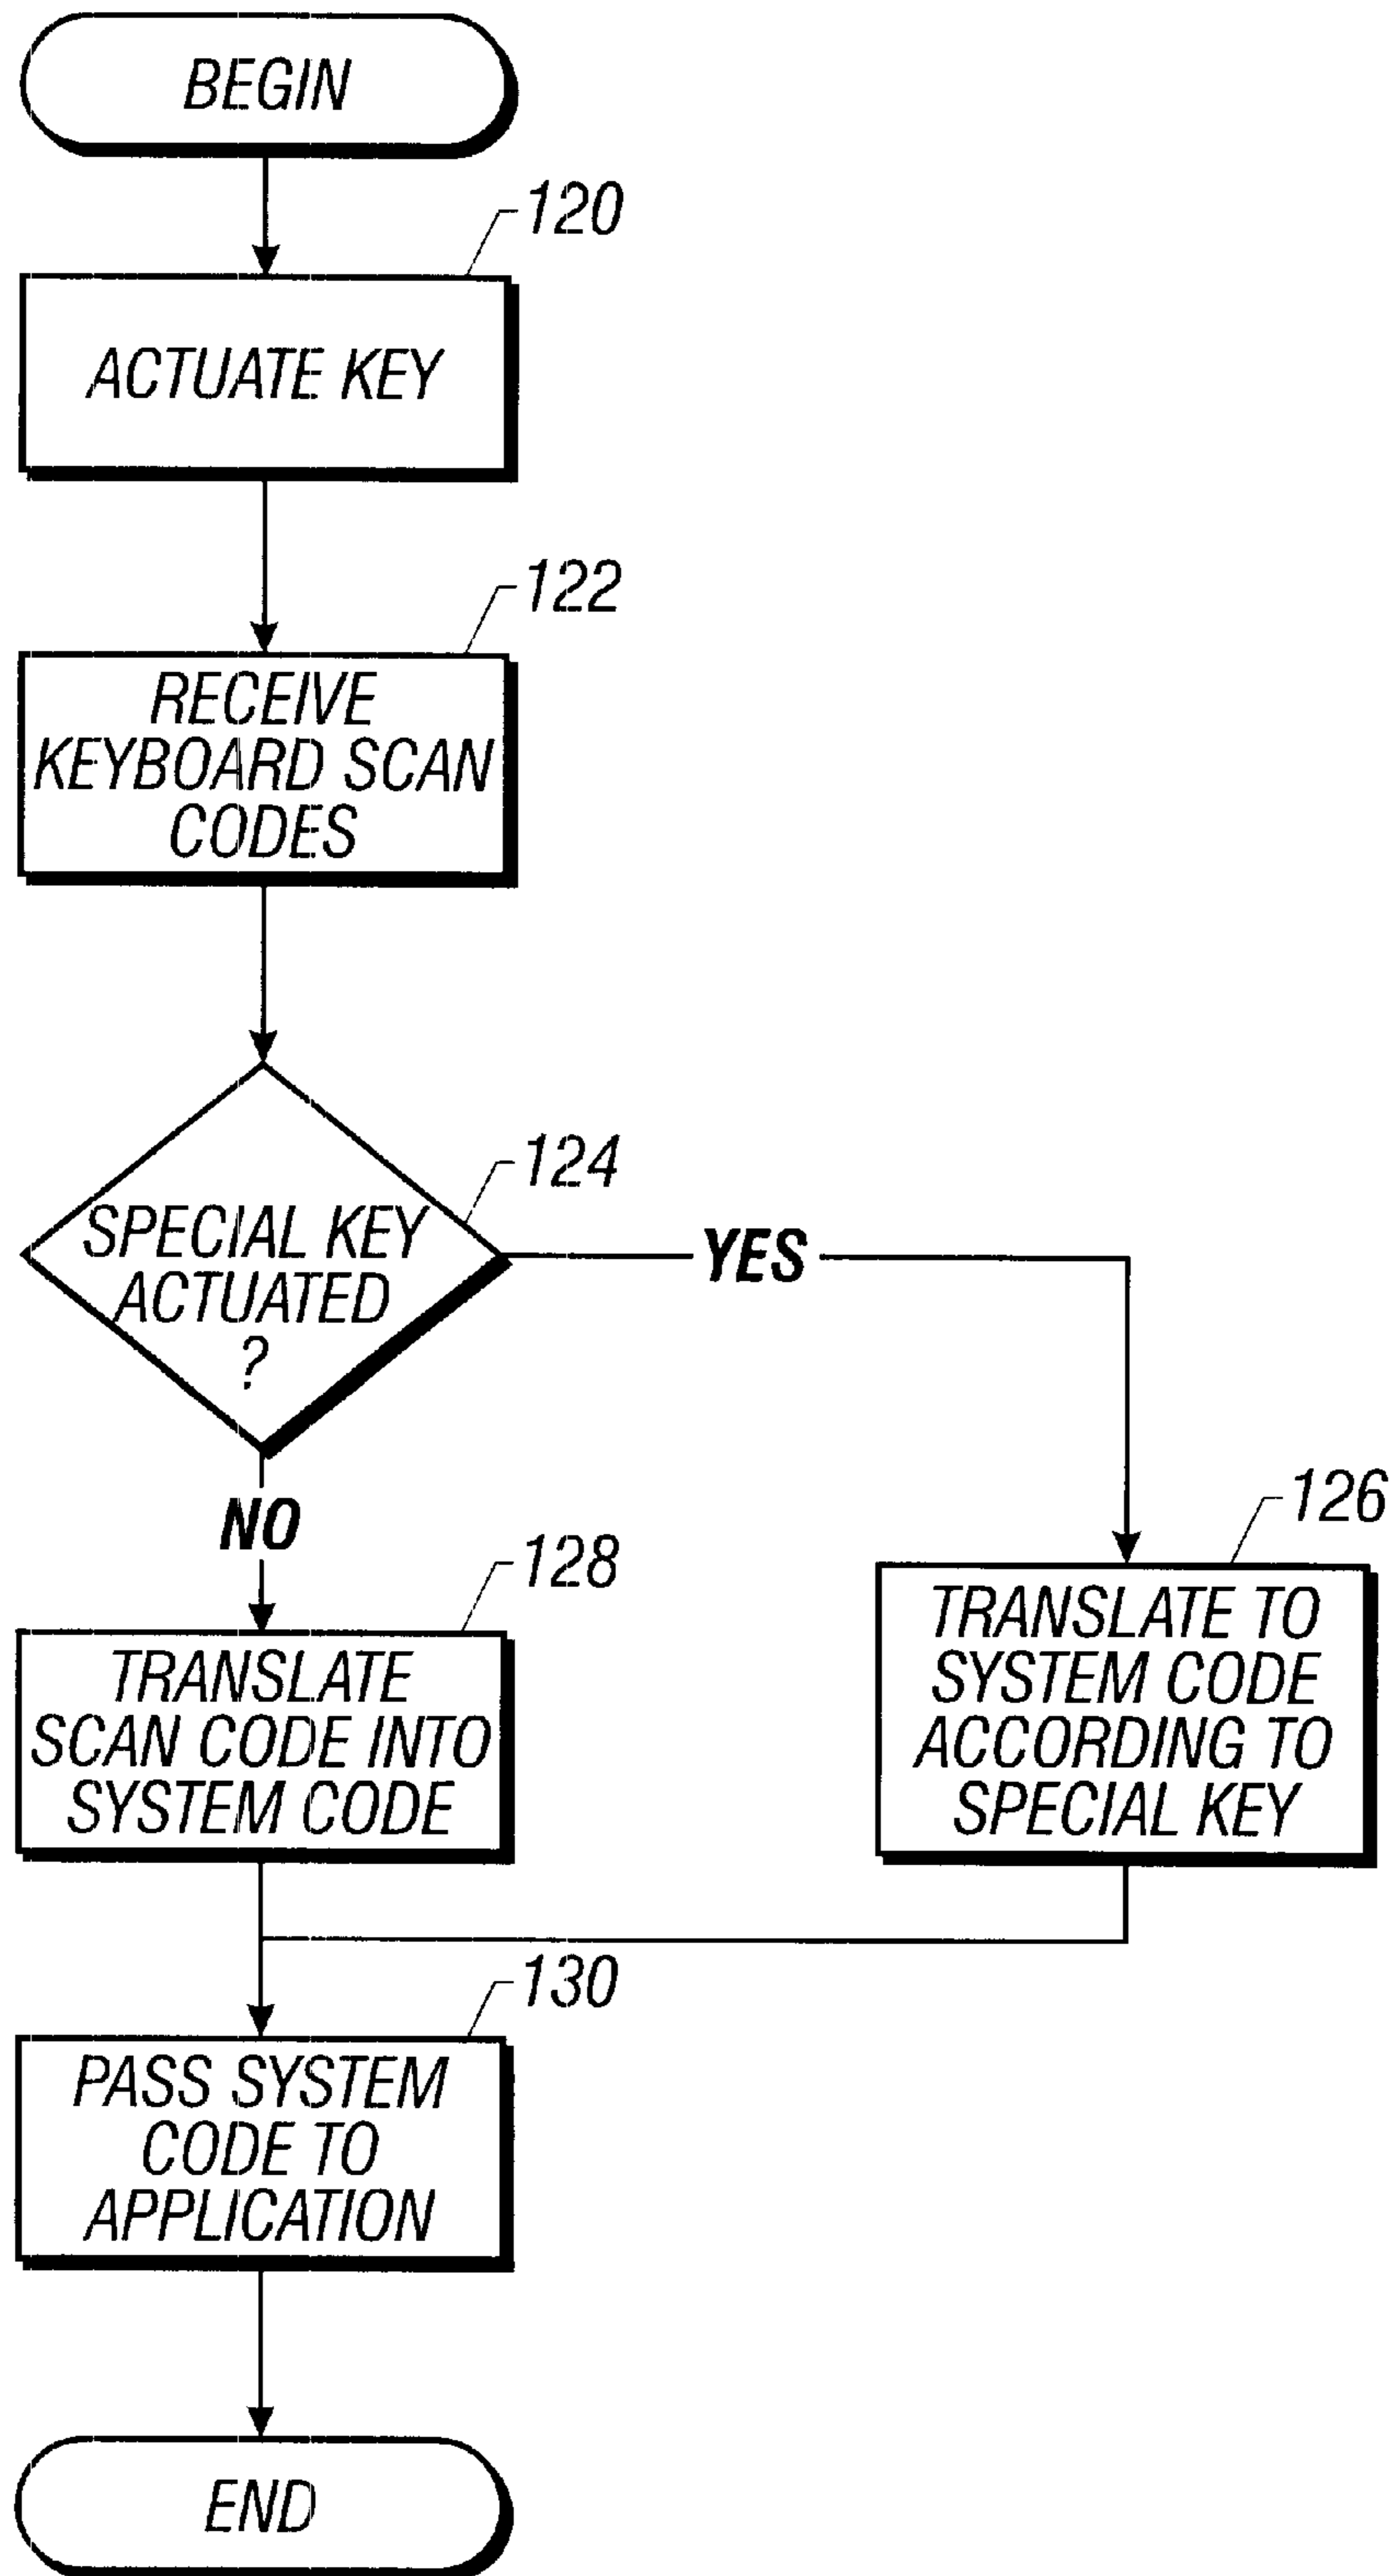 BEGIN
120
ACTUATE KEY
122
RECEIVE
KEYBOARD SCAN
CODES
124
SPECIAL KEY
ACTUATED
?
YES
NO
126
TRANSLATE TO
SYSTEM CODE
ACCORDING TO
SPECIAL KEY
128
TRANSLATE
SCAN CODE INTO
SYSTEM CODE
130
PASS SYSTEM
CODE TO
APPLICATION
END